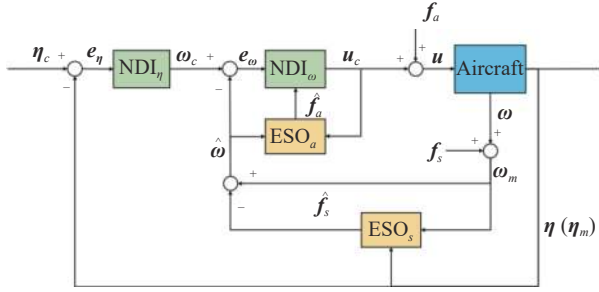 f_a
η_c + e_η NDI_η ω_c + e_ω NDI_ω u_c + + u Aircraft
− − f̂_a ω
ω̂ ESO_a f_s + +
ω_m
+ f̂_s
− ESO_s η (η_m)